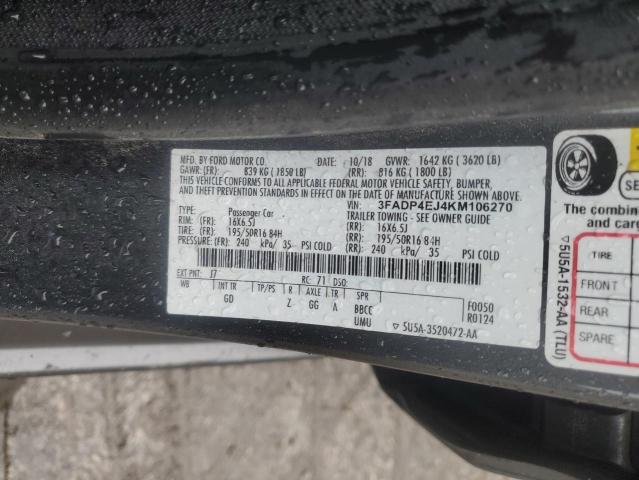 MFD. BY FORD MOTOR CO.
DATE: 10/18 GVWR: 1642 KG ( 3620 LB)
GAWR: (FR): 839 KG ( 1850 LB) (RR): 816 KG ( 1800 LB)
THIS VEHICLE CONFORMS TO ALL APPLICABLE FEDERAL MOTOR VEHICLE SAFETY, BUMPER,
AND THEFT PREVENTION STANDARDS IN EFFECT ON THE DATE OF MANUFACTURE SHOWN ABOVE.
VIN: 3FADP4EJ4KM106270
TYPE: Passenger Car TRAILER TOWING - SEE OWNER GUIDE
RIM: (FR): 16X6.5J (RR): 16X6.5J
TIRE: (FR): 195/50R16 84H (RR): 195/50R16 84H
PRESSURE: (FR): 240 kPa/ 35 PSI COLD (RR): 240 kPa/ 35 PSI COLD
EXT PNT: J7 RC: 71 DSO:
WB INT TR TP/PS R AXLE TR SPR
GD Z GG A BBCC
UMU
F0050
R0124
5U5A-3520472-AA
The combine
and
TIRE
FRONT
REAR
SPARE
5U5A-1532-AA (TLU)